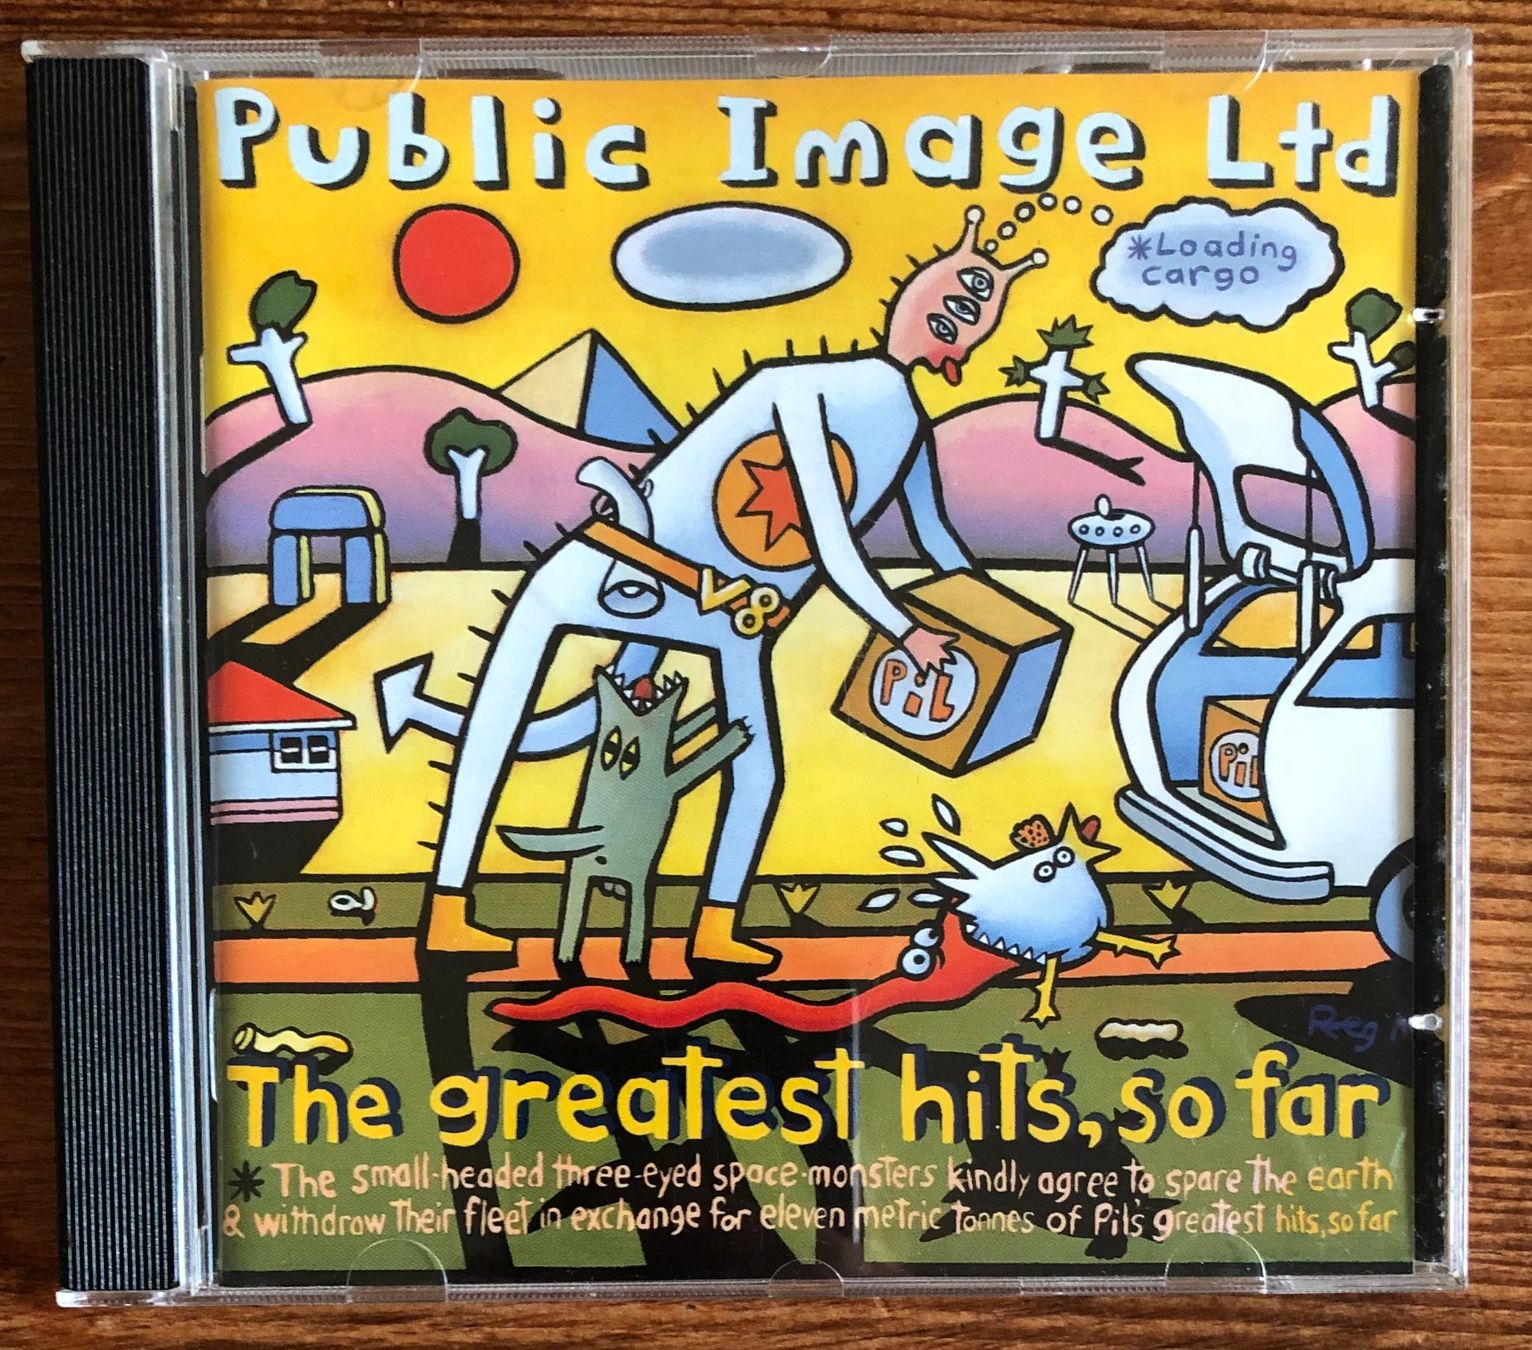 Public Image Ltd
*Loading
cargo
V8
PiL
Pil
Reg M
The greatest hits, so far
* The small-headed three-eyed space-monsters kindly agree to spare the earth
& withdraw their fleet in exchange for eleven metric tonnes of Pil's greatest hits, so far